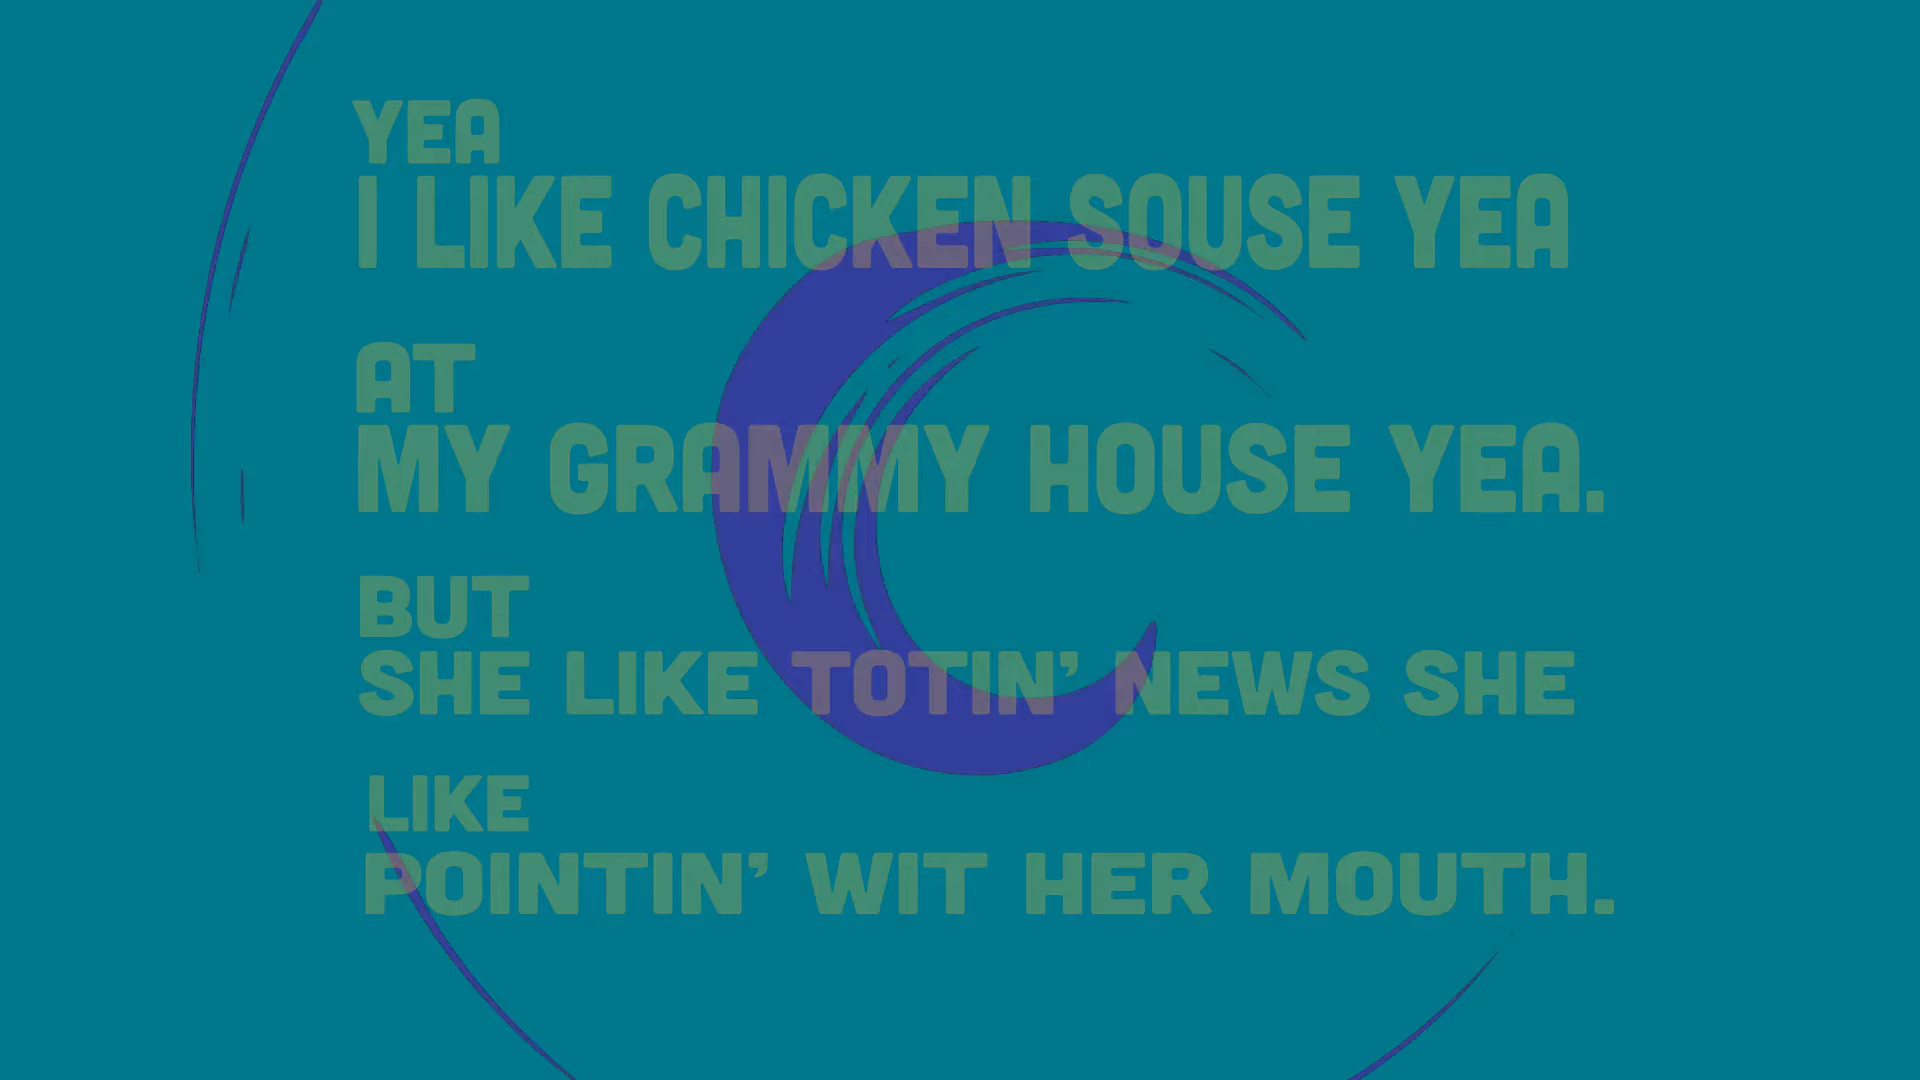 YEA
I LIKE CHICKEN SOUSE YEA
AT
MY GRAMMY HOUSE YEA.
BUT
SHE LIKE TOTIN’ NEWS SHE
LIKE
POINTIN’ WIT HER MOUTH.